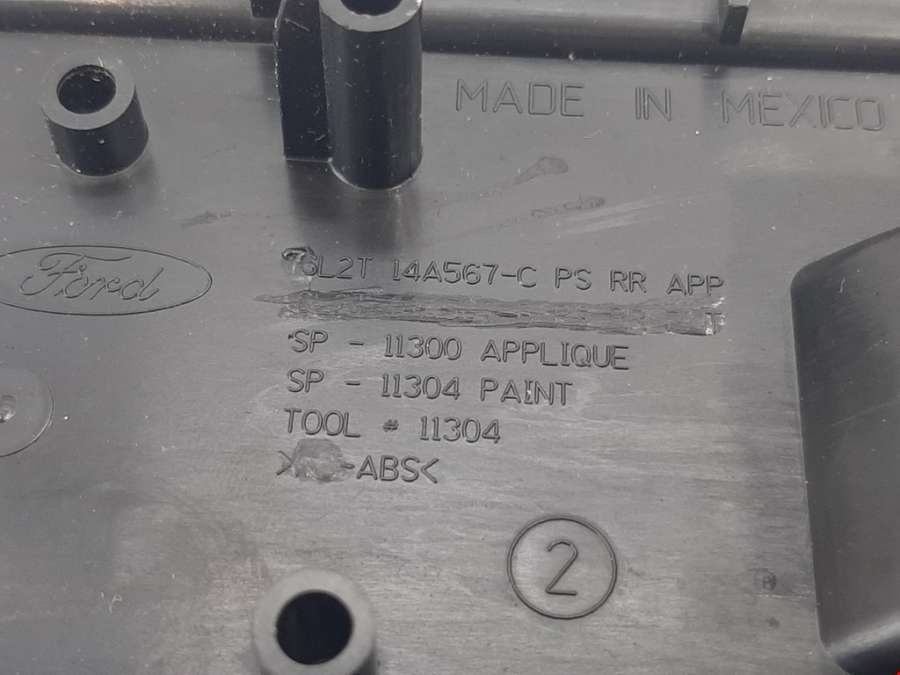 MADE IN MEXICO
Ford
6L2T 14A567-C PS RR APP
T
SP - 11300 APPLIQUE
SP - 11304 PAINT
TOOL # 11304
> -ABS<
2